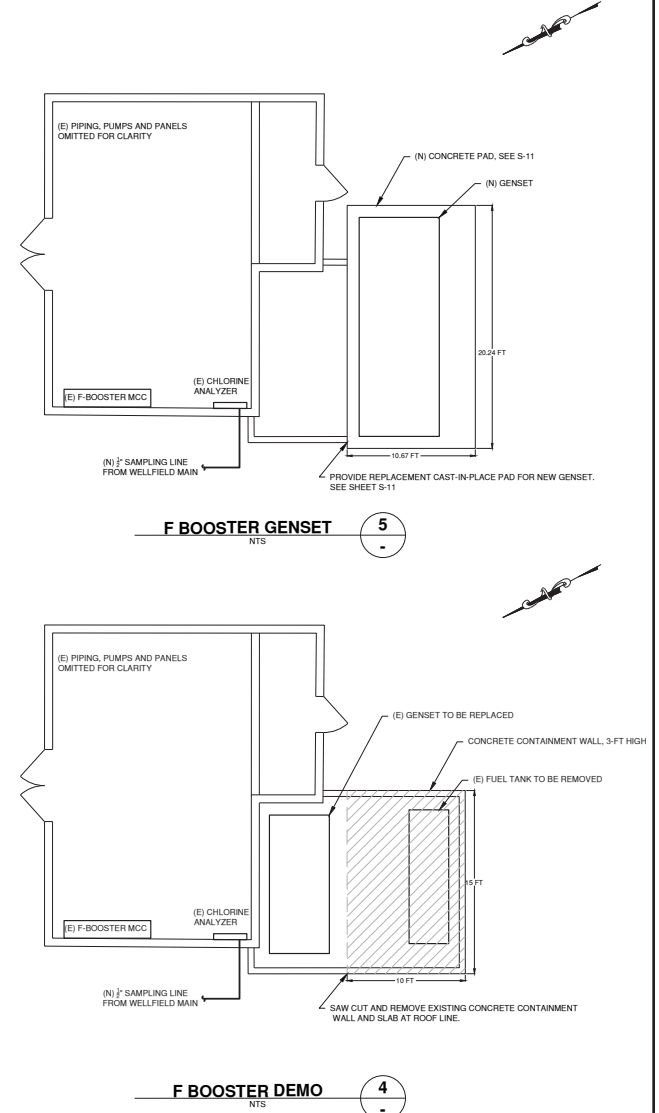 (E) PIPING, PUMPS AND PANELS
OMITTED FOR CLARITY
(N) CONCRETE PAD, SEE S-11
(N) GENSET
20.24 FT
(E) CHLORINE
ANALYZER
(E) F-BOOSTER MCC
10.67 FT
(N) ½" SAMPLING LINE
FROM WELLFIELD MAIN
PROVIDE REPLACEMENT CAST-IN-PLACE PAD FOR NEW GENSET.
SEE SHEET S-11
F BOOSTER GENSET
NTS
5
-
(E) PIPING, PUMPS AND PANELS
OMITTED FOR CLARITY
(E) GENSET TO BE REPLACED
CONCRETE CONTAINMENT WALL, 3-FT HIGH
(E) FUEL TANK TO BE REMOVED
15 FT
(E) CHLORINE
ANALYZER
(E) F-BOOSTER MCC
10 FT
(N) ½" SAMPLING LINE
FROM WELLFIELD MAIN
SAW CUT AND REMOVE EXISTING CONCRETE CONTAINMENT
WALL AND SLAB AT ROOF LINE.
F BOOSTER DEMO
NTS
4
-